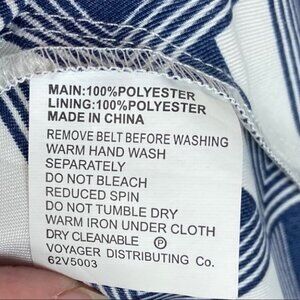 MAIN:100%POLYESTER
LINING:100%POLYESTER
MADE IN CHINA
REMOVE BELT BEFORE WASHING
WARM HAND WASH
SEPARATELY
DO NOT BLEACH
REDUCED SPIN
DO NOT TUMBLE DRY
WARM IRON UNDER CLOTH
DRY CLEANABLE Ⓟ
VOYAGER DISTRIBUTING Co.
62V5003